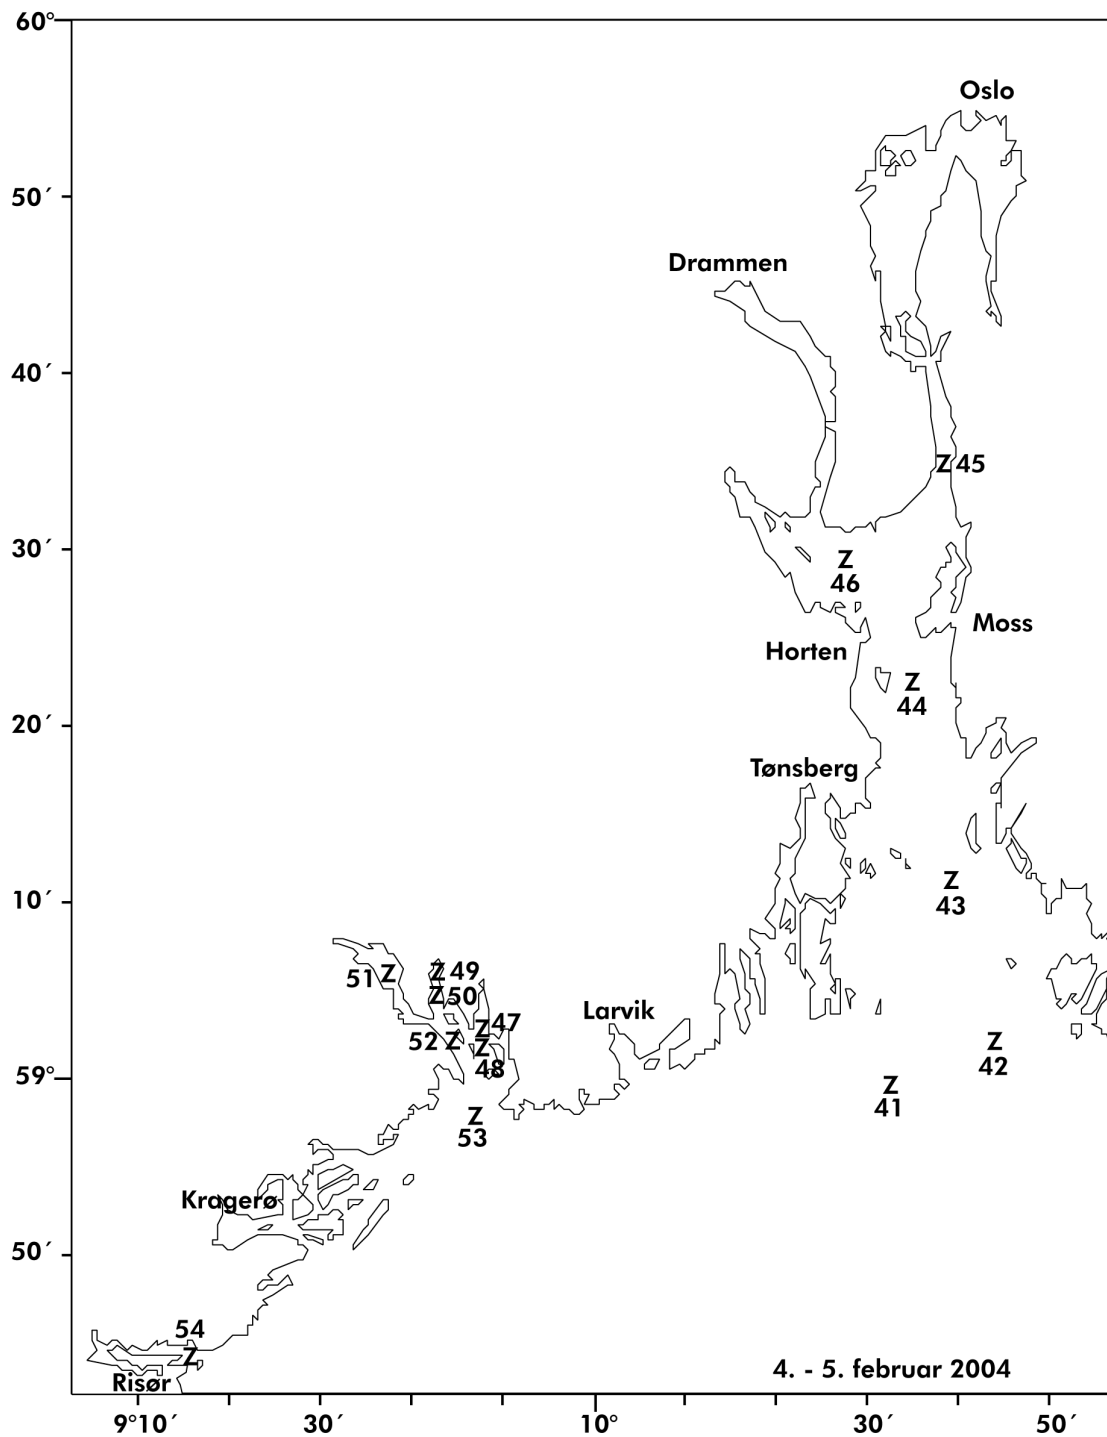 60°
Oslo
50´
Drammen
40´
Z 45
30´
Z
46
Moss
Horten
Z
44
20´
Tønsberg
Z
43
10´
51 Z
Z 49
Z 50
Larvik
Z 47
52 Z
Z
48
Z
42
59°
Z
41
Z
53
Kragerø
50´
54
Z
4. - 5. februar 2004
Risør
9°10´ 30´ 10° 30´ 50´